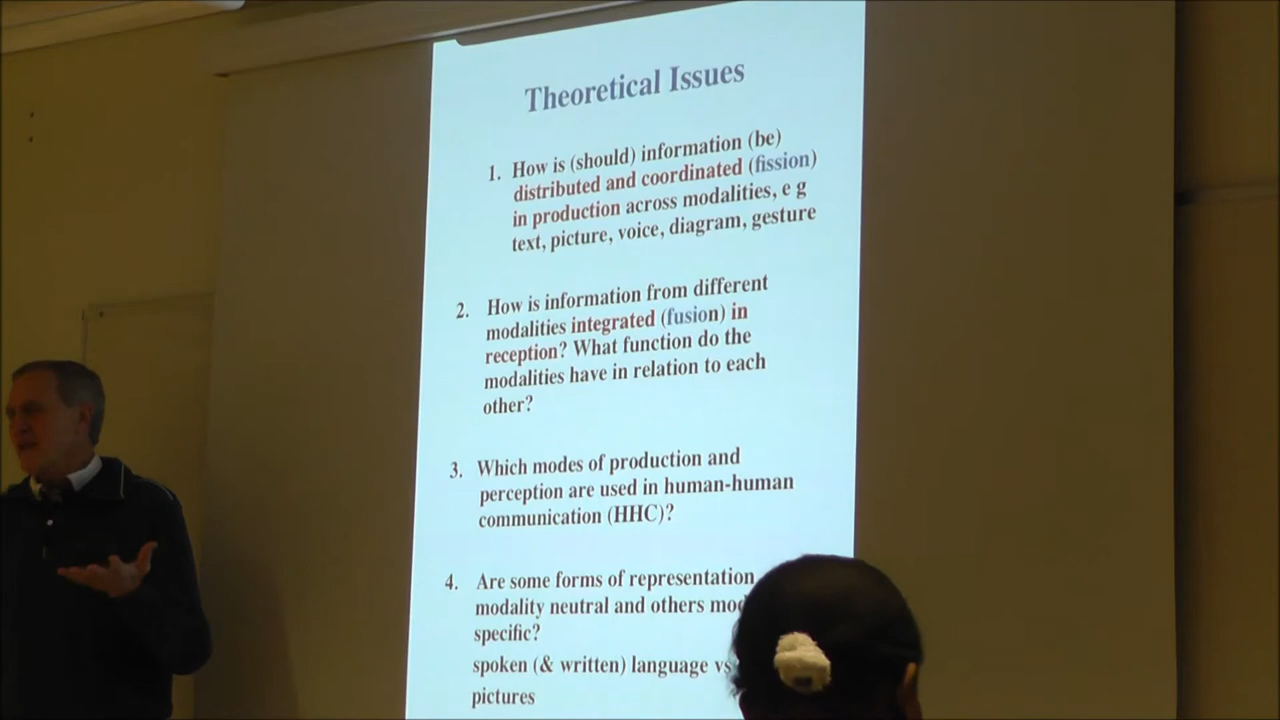 Theoretical Issues
1. How is (should) information (be)
distributed and coordinated (fission)
in production across modalities, e g
text, picture, voice, diagram, gesture
2. How is information from different
modalities integrated (fusion) in
reception? What function do the
modalities have in relation to each
other?
3. Which modes of production and
perception are used in human-human
communication (HHC)?
4. Are some forms of representation
modality neutral and others
specific?
spoken (& written) language vs
pictures